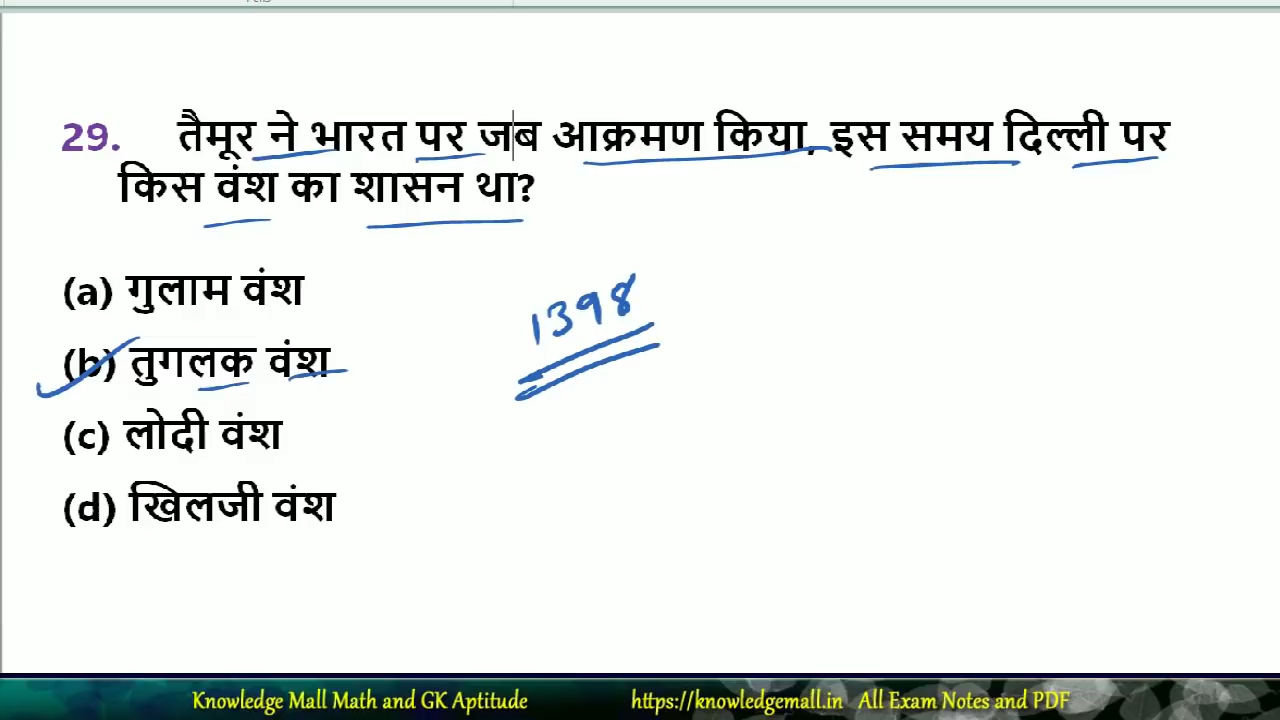 29. तैमूर ने भारत पर जब आक्रमण किया, इस समय दिल्ली पर
किस वंश का शासन था?
(a) गुलाम वंश
1398
(b) तुगलक वंश
(c) लोदी वंश
(d) खिलजी वंश
Knowledge Mall Math and GK Aptitude https://knowledgemall.in All Exam Notes and PDF